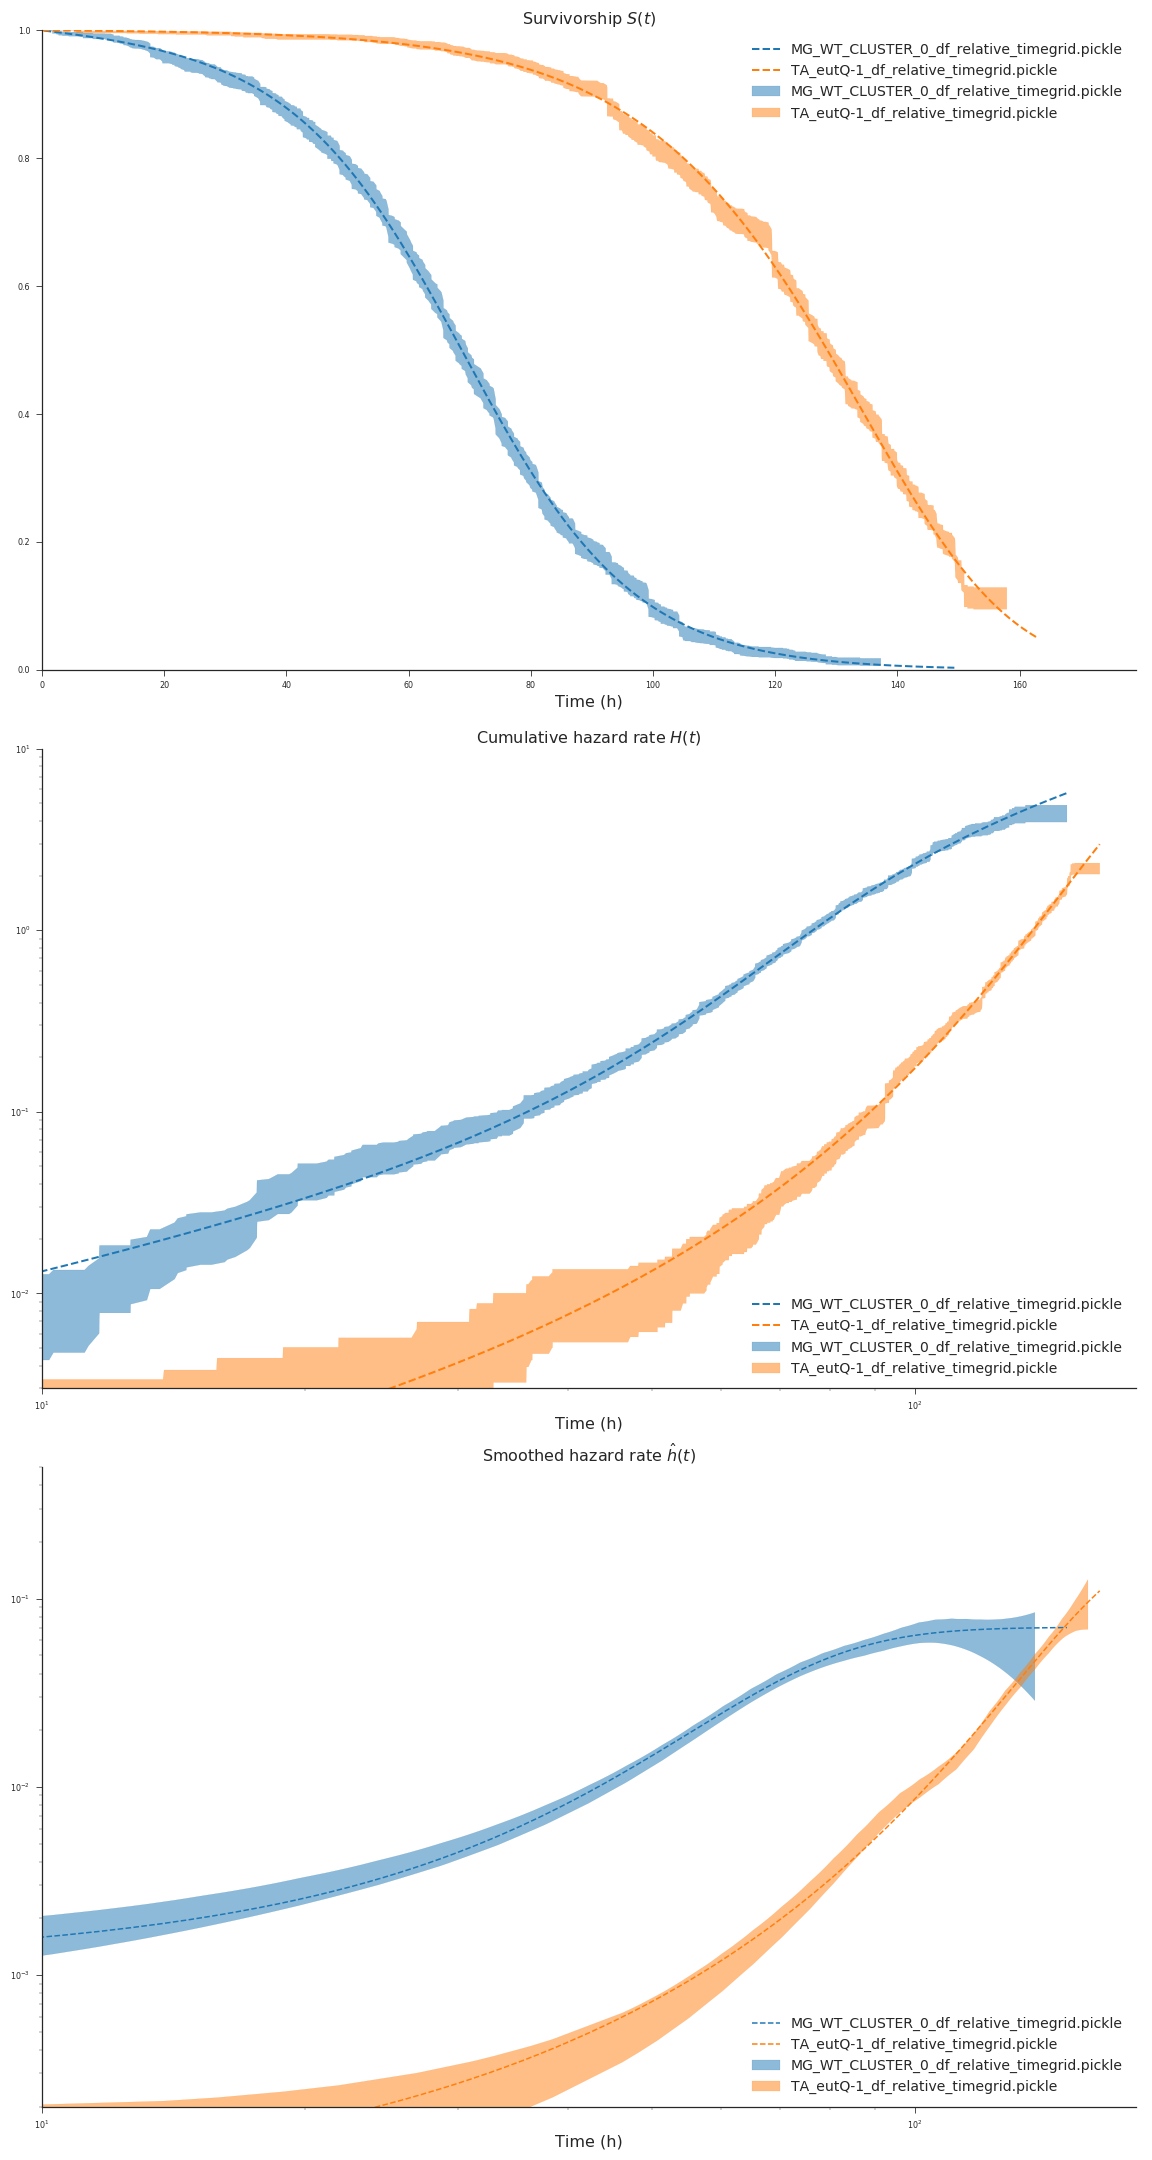 Survivorship S(t)
1.0
0.8
0.6
0.4
0.2
0.0
MG_WT_CLUSTER_0_df_relative_timegrid.pickle
TA_eutQ-1_df_relative_timegrid.pickle
MG_WT_CLUSTER_0_df_relative_timegrid.pickle
TA_eutQ-1_df_relative_timegrid.pickle
0 20 40 60 80 100 120 140 160
Time (h)
Cumulative hazard rate H(t)
10¹
10⁰
10⁻¹
10⁻²
MG_WT_CLUSTER_0_df_relative_timegrid.pickle
TA_eutQ-1_df_relative_timegrid.pickle
MG_WT_CLUSTER_0_df_relative_timegrid.pickle
TA_eutQ-1_df_relative_timegrid.pickle
10¹ 10²
Time (h)
Smoothed hazard rate ĥ(t)
10⁻¹
10⁻²
10⁻³
MG_WT_CLUSTER_0_df_relative_timegrid.pickle
TA_eutQ-1_df_relative_timegrid.pickle
MG_WT_CLUSTER_0_df_relative_timegrid.pickle
TA_eutQ-1_df_relative_timegrid.pickle
10¹ 10²
Time (h)